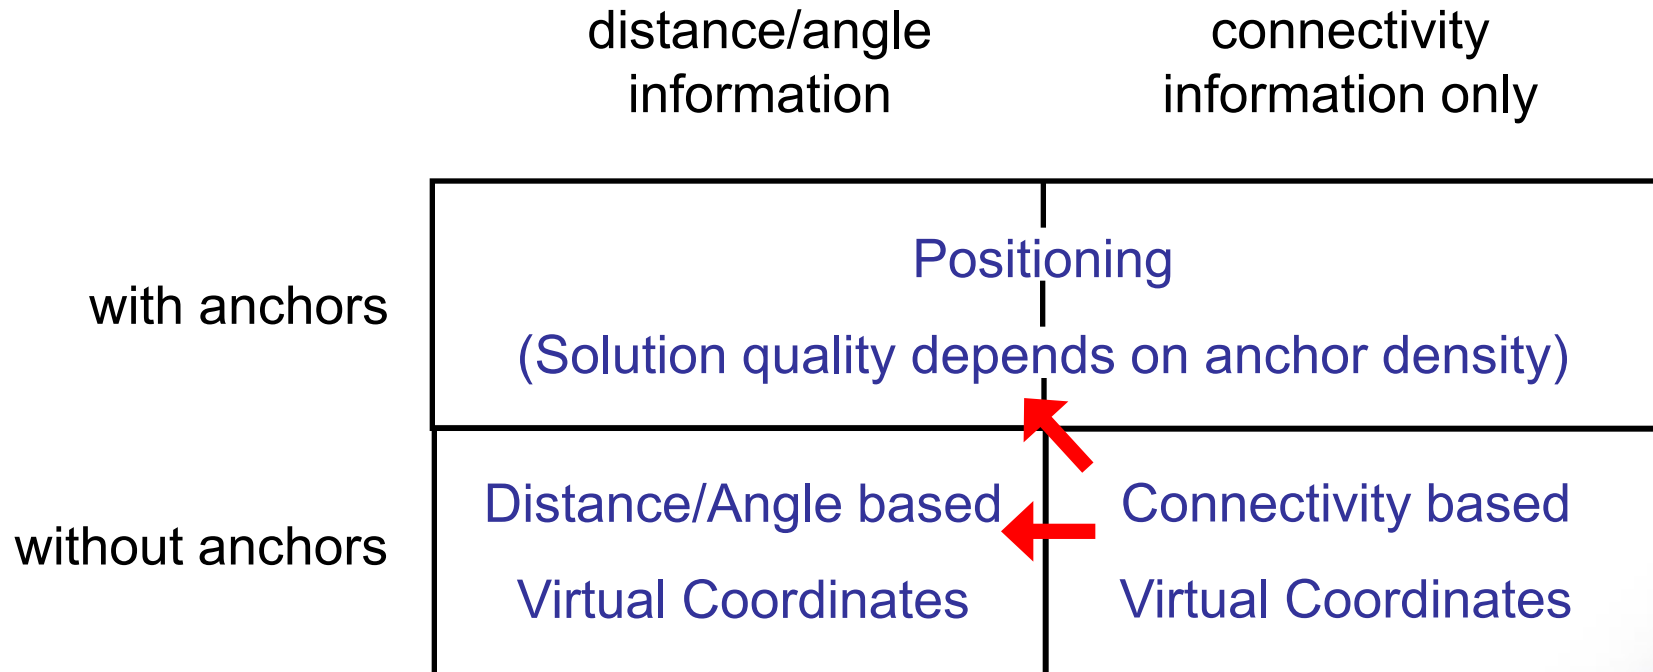 distance/angle
information
connectivity
information only
with anchors
Positioning
(Solution quality depends on anchor density)
without anchors
Distance/Angle based
Virtual Coordinates
Connectivity based
Virtual Coordinates